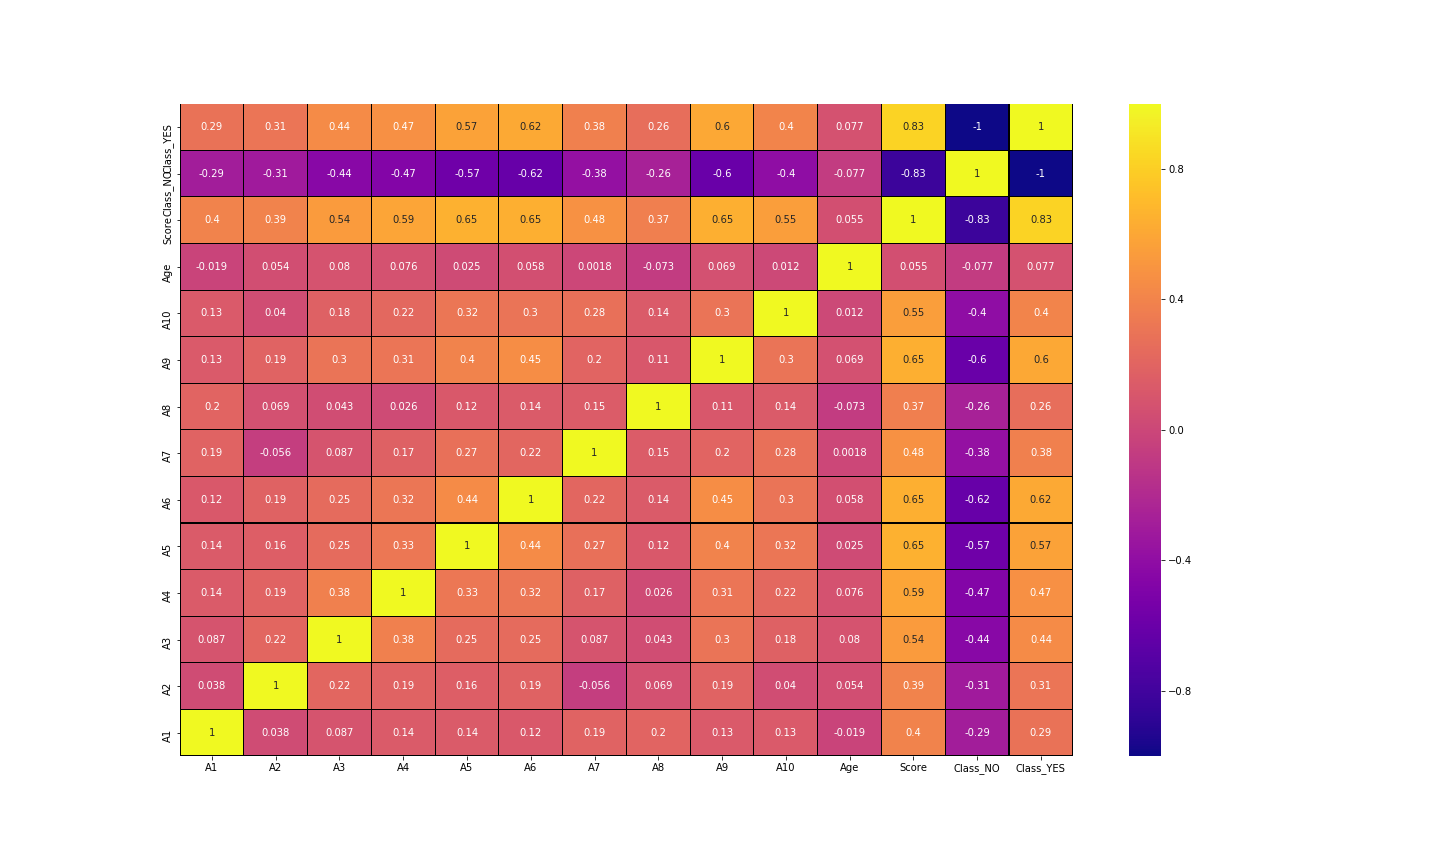 Class_YES 0.29 0.31 0.44 0.47 0.57 0.62 0.38 0.26 0.6 0.4 0.077 0.83 -1 1
Class_NO -0.29 -0.31 -0.44 -0.47 -0.57 -0.62 -0.38 -0.26 -0.6 -0.4 -0.077 -0.83 1 -1
Score 0.4 0.39 0.54 0.59 0.65 0.65 0.48 0.37 0.65 0.55 0.055 1 -0.83 0.83
Age -0.019 0.054 0.08 0.076 0.025 0.058 0.0018 -0.073 0.069 0.012 1 0.055 -0.077 0.077
A10 0.13 0.04 0.18 0.22 0.32 0.3 0.28 0.14 0.3 1 0.012 0.55 -0.4 0.4
A9 0.13 0.19 0.3 0.31 0.4 0.45 0.2 0.11 1 0.3 0.069 0.65 -0.6 0.6
A8 0.2 0.069 0.043 0.026 0.12 0.14 0.15 1 0.11 0.14 -0.073 0.37 -0.26 0.26
A7 0.19 -0.056 0.087 0.17 0.27 0.22 1 0.15 0.2 0.28 0.0018 0.48 -0.38 0.38
A6 0.12 0.19 0.25 0.32 0.44 1 0.22 0.14 0.45 0.3 0.058 0.65 -0.62 0.62
A5 0.14 0.16 0.25 0.33 1 0.44 0.27 0.12 0.4 0.32 0.025 0.65 -0.57 0.57
A4 0.14 0.19 0.38 1 0.33 0.32 0.17 0.026 0.31 0.22 0.076 0.59 -0.47 0.47
A3 0.087 0.22 1 0.38 0.25 0.25 0.087 0.043 0.3 0.18 0.08 0.54 -0.44 0.44
A2 0.038 1 0.22 0.19 0.16 0.19 -0.056 0.069 0.19 0.04 0.054 0.39 -0.31 0.31
A1 1 0.038 0.087 0.14 0.14 0.12 0.19 0.2 0.13 0.13 -0.019 0.4 -0.29 0.29
A1 A2 A3 A4 A5 A6 A7 A8 A9 A10 Age Score Class_NO Class_YES
0.8
0.4
0.0
−0.4
−0.8